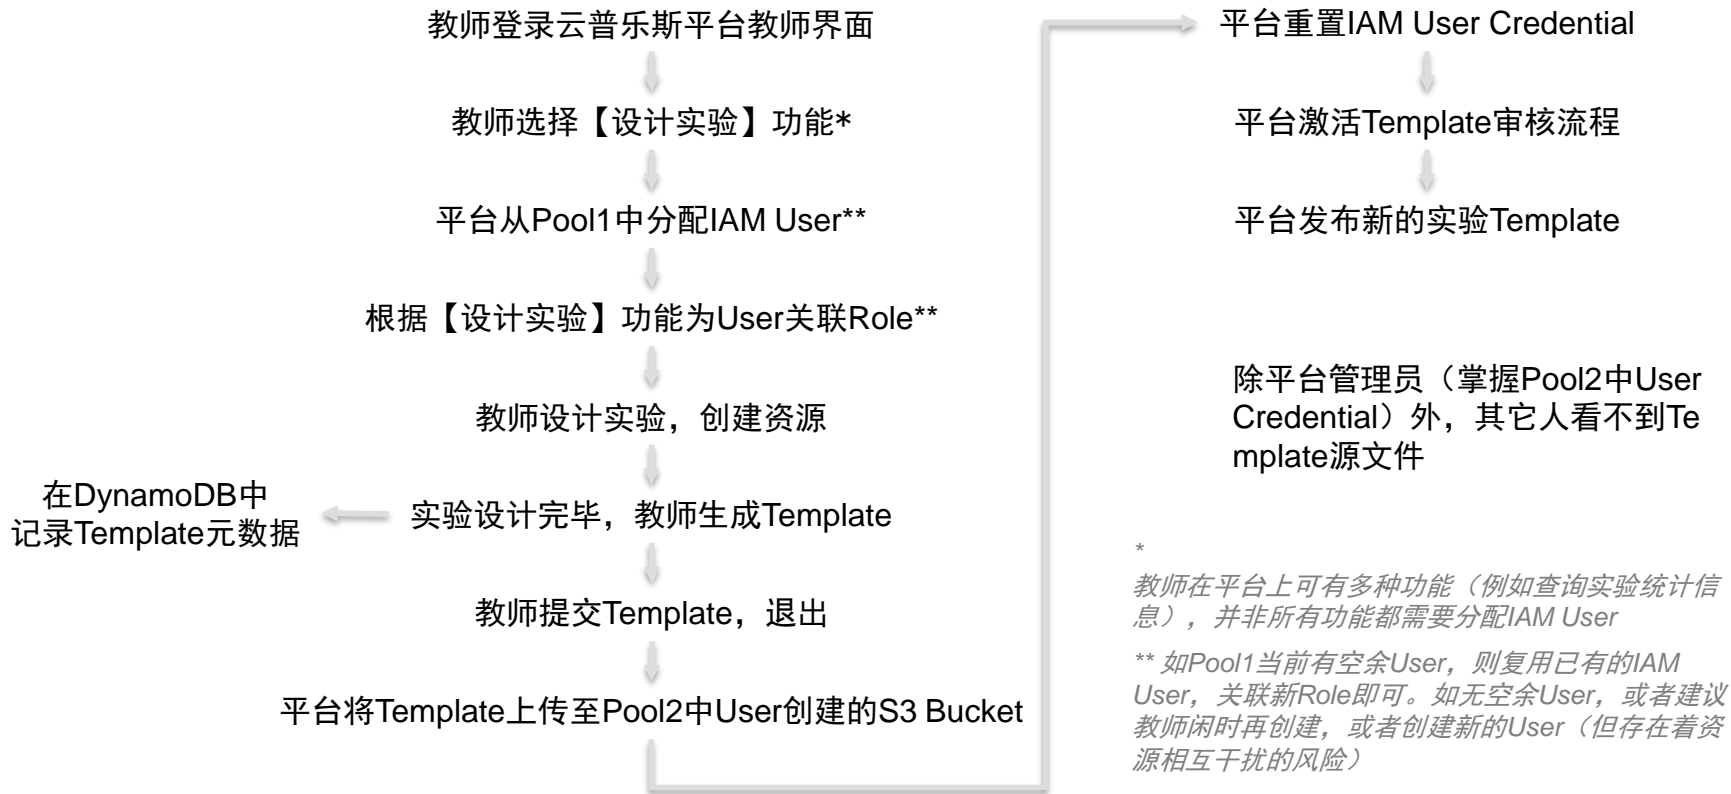 教师登录云普乐斯平台教师界面
教师选择【设计实验】功能*
平台从Pool1中分配IAM User**
根据【设计实验】功能为User关联Role**
教师设计实验，创建资源
实验设计完毕，教师生成Template
在DynamoDB中
记录Template元数据
教师提交Template，退出
平台将Template上传至Pool2中User创建的S3 Bucket
平台重置IAM User Credential
平台激活Template审核流程
平台发布新的实验Template
除平台管理员（掌握Pool2中User
Credential）外，其它人看不到Te
mplate源文件
*
教师在平台上可有多种功能（例如查询实验统计信
息），并非所有功能都需要分配IAM User
** 如Pool1当前有空余User，则复用已有的IAM
User，关联新Role即可。如无空余User，或者建议
教师闲时再创建，或者创建新的User（但存在着资
源相互干扰的风险）